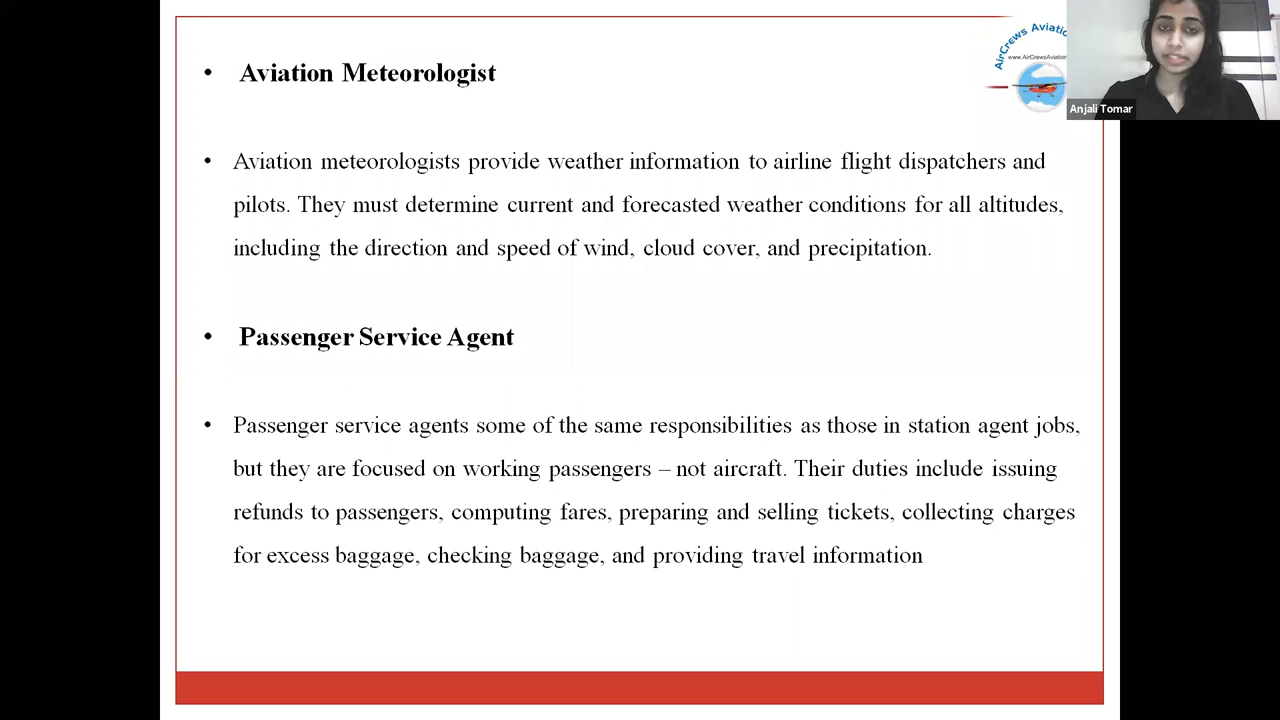 AirCrews Aviatio
www.AirCrewsAviation
Anjali Tomar
• Aviation Meteorologist
• Aviation meteorologists provide weather information to airline flight dispatchers and
pilots. They must determine current and forecasted weather conditions for all altitudes,
including the direction and speed of wind, cloud cover, and precipitation.
• Passenger Service Agent
• Passenger service agents some of the same responsibilities as those in station agent jobs,
but they are focused on working passengers – not aircraft. Their duties include issuing
refunds to passengers, computing fares, preparing and selling tickets, collecting charges
for excess baggage, checking baggage, and providing travel information